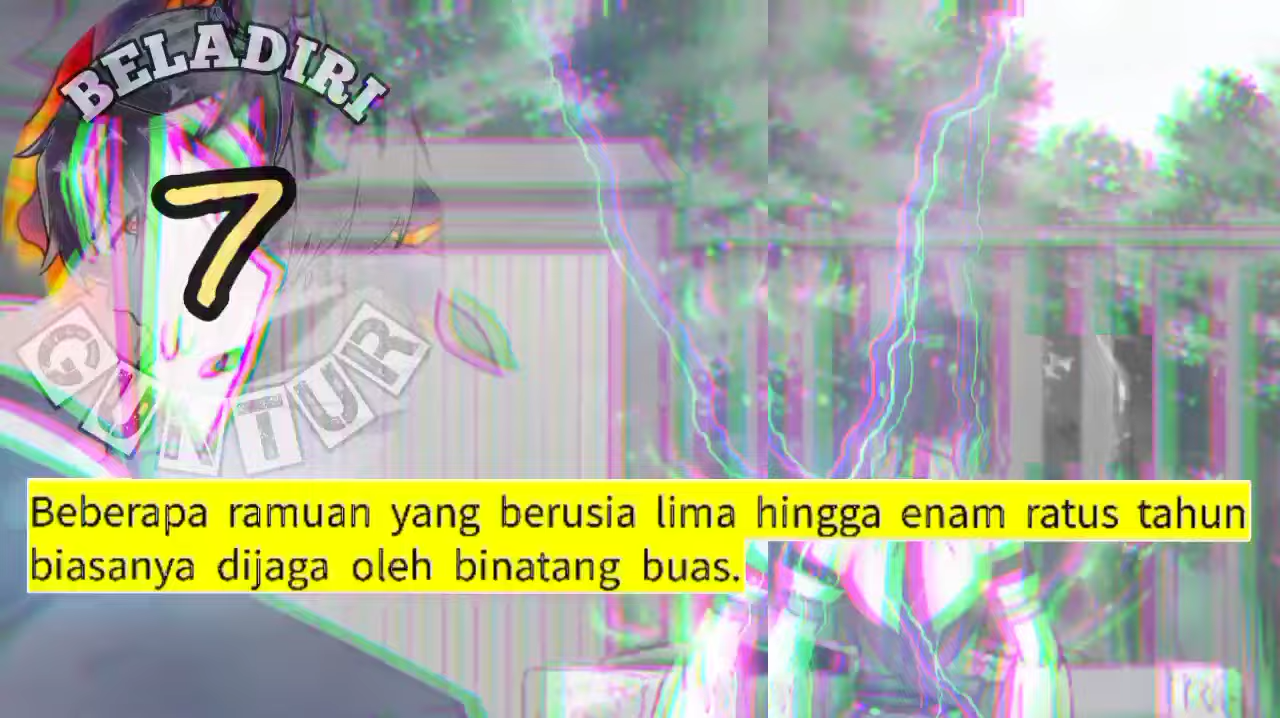 BELADIRI
7
GUNTUR
Beberapa ramuan yang berusia lima hingga enam ratus tahun
biasanya dijaga oleh binatang buas.